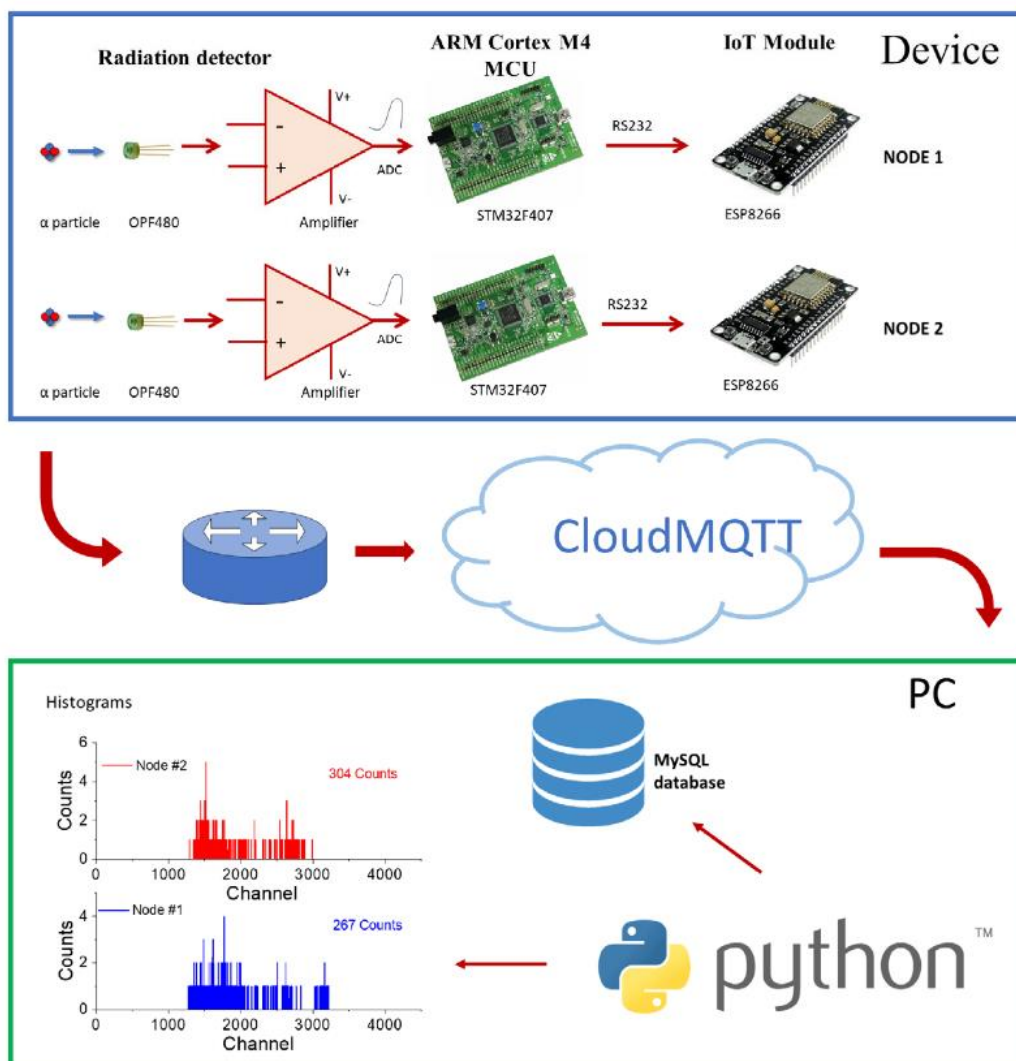 Radiation detector
ARM Cortex M4
MCU
IoT Module
Device
V+
-
+
V-
ADC
RS232
NODE 1
α particle
OPF480
Amplifier
STM32F407
ESP8266
V+
-
+
V-
ADC
RS232
NODE 2
α particle
OPF480
Amplifier
STM32F407
ESP8266
CloudMQTT
PC
Histograms
6
4
2
0
Counts
Node #2
304 Counts
0 1000 2000 3000 4000
Channel
4
2
0
Counts
Node #1
267 Counts
0 1000 2000 3000 4000
Channel
MySQL
database
python™